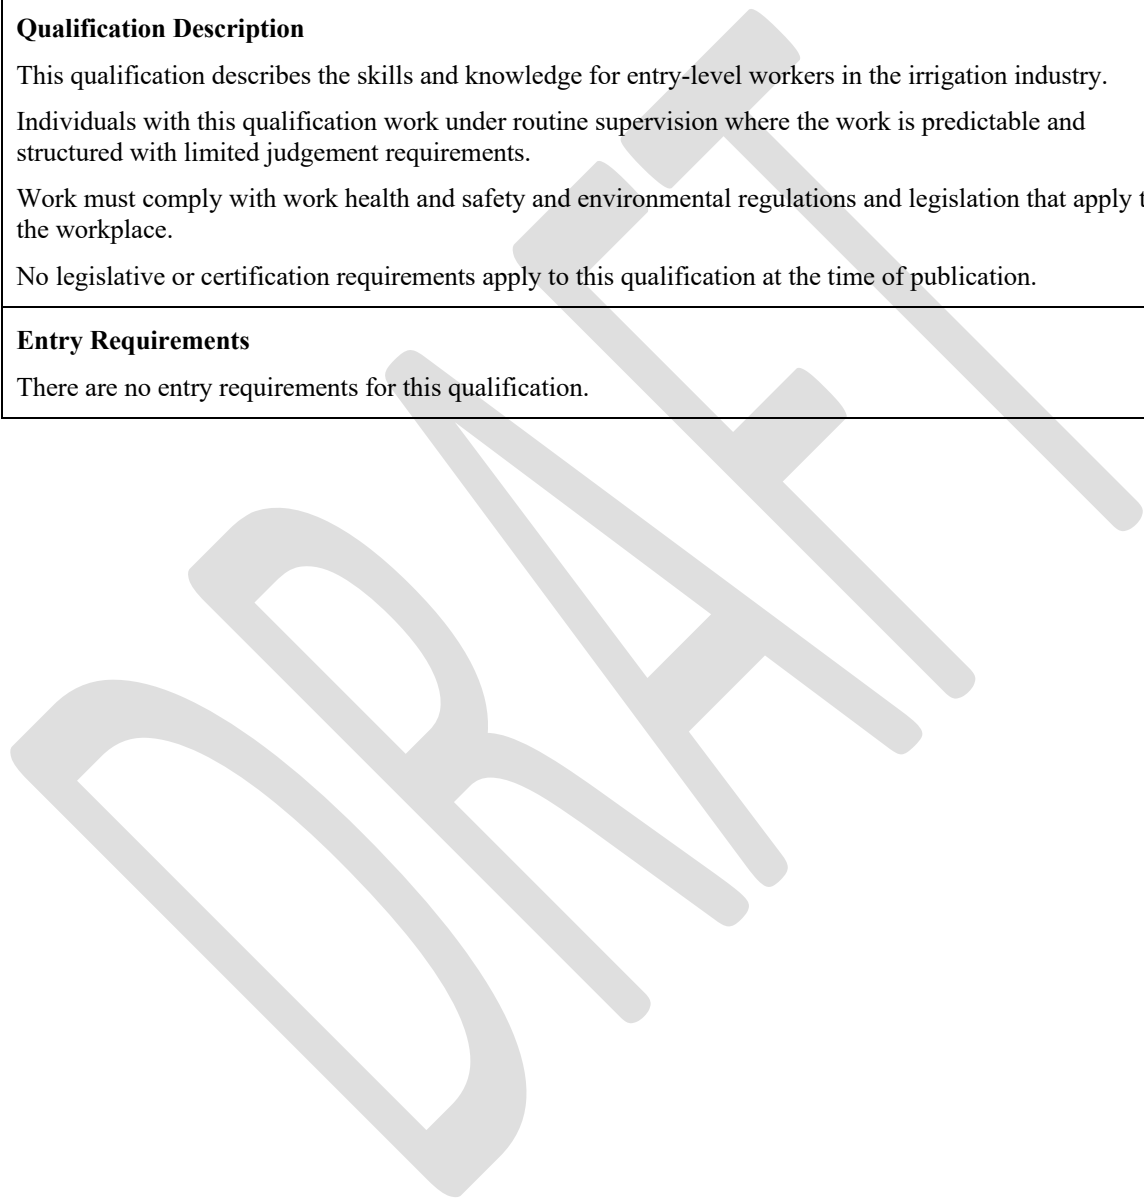 Qualification Description
This qualification describes the skills and knowledge for entry-level workers in the irrigation industry.
Individuals with this qualification work under routine supervision where the work is predictable and
structured with limited judgement requirements.
Work must comply with work health and safety and environmental regulations and legislation that apply t
the workplace.
No legislative or certification requirements apply to this qualification at the time of publication.
Entry Requirements
There are no entry requirements for this qualification.
DRAFT